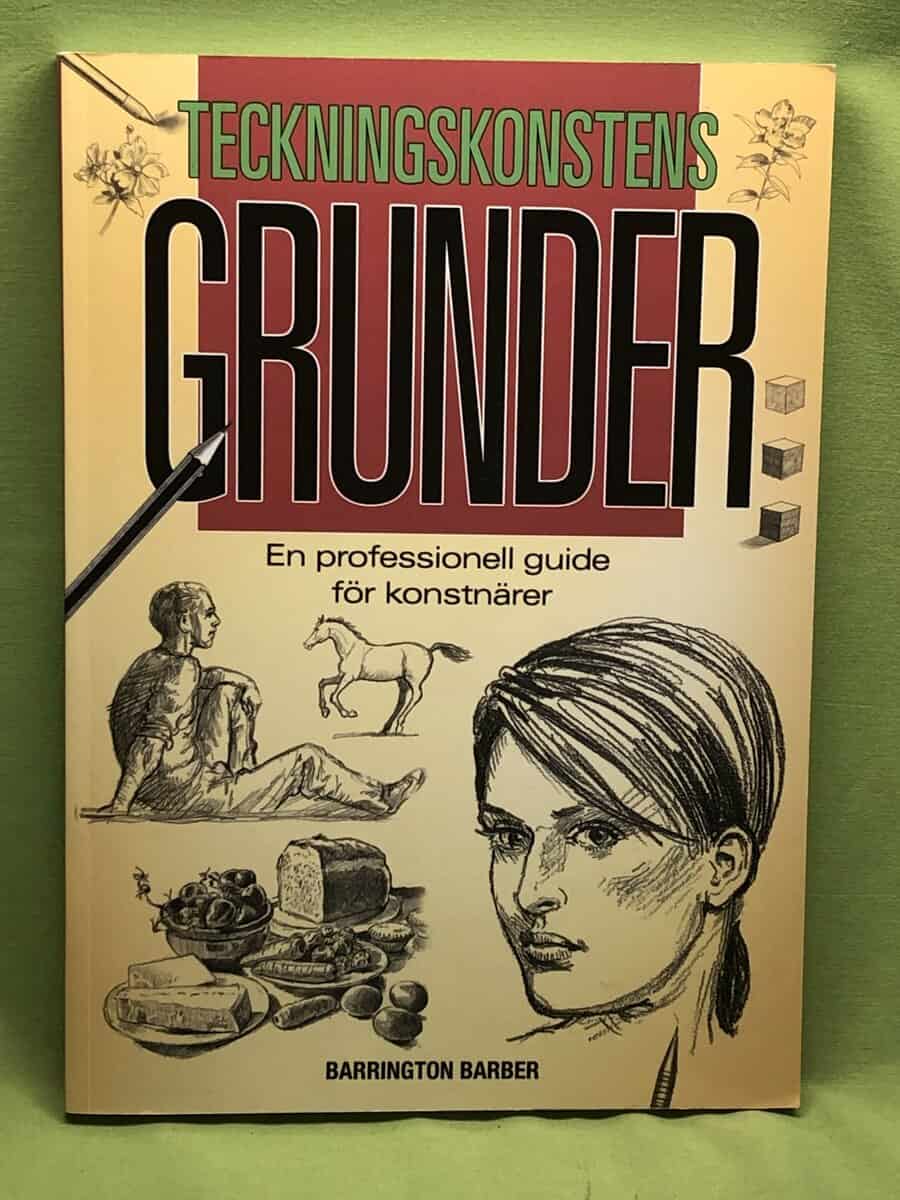 TECKNINGSKONSTENS
GRUNDER
En professionell guide
för konstnärer
BARRINGTON BARBER